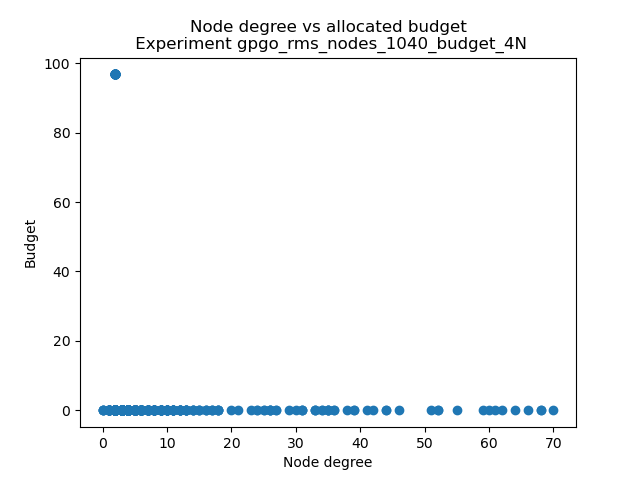 Node degree vs allocated budget
Experiment gpgo_rms_nodes_1040_budget_4N
100
80
60
40
20
0
Budget
0 10 20 30 40 50 60 70
Node degree